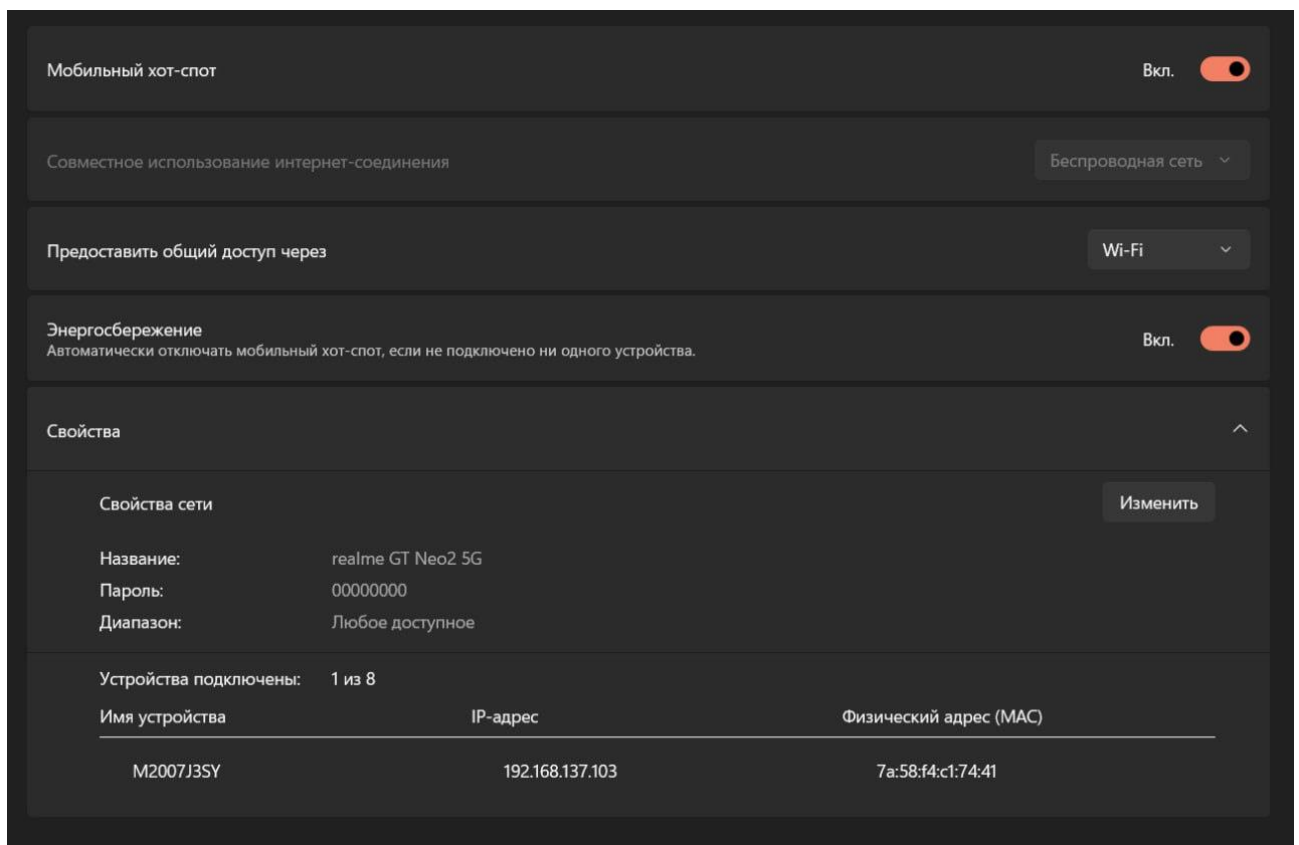 Мобильный хот-спот Вкл.
Совместное использование интернет-соединения Беспроводная сеть
Предоставить общий доступ через Wi-Fi
Энергосбережение
Автоматически отключать мобильный хот-спот, если не подключено ни одного устройства. Вкл.
Свойства
Свойства сети Изменить
Название: realme GT Neo2 5G
Пароль: 00000000
Диапазон: Любое доступное
Устройства подключены: 1 из 8
Имя устройства IP-адрес Физический адрес (MAC)
M2007J3SY 192.168.137.103 7a:58:f4:c1:74:41